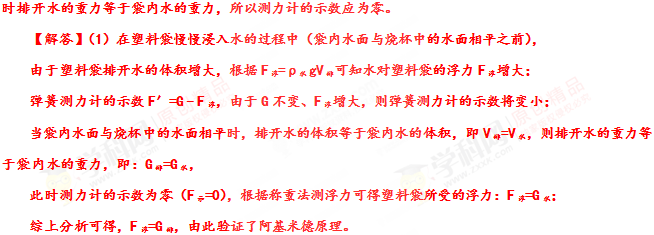 时排开水的重力等于袋内水的重力，所以测力计的示数应为零。
【解答】（1）在塑料袋慢慢浸入水的过程中（袋内水面与烧杯中的水面相平之前），
由于塑料袋排开水的体积增大，根据 F浮=ρ水gV排可知水对塑料袋的浮力 F浮增大；
弹簧测力计的示数 F′=G﹣F浮，由于 G 不变、F浮增大，则弹簧测力计的示数将变小；
当袋内水面与烧杯中的水面相平时，排开水的体积等于袋内水的体积，即 V排=V水，则排开水的重力等
于袋内水的重力，即：G排=G水，
此时测力计的示数为零（F示=0），根据称重法测浮力可得塑料袋所受的浮力：F浮=G水；
综上分析可得，F浮=G排，由此验证了阿基米德原理。